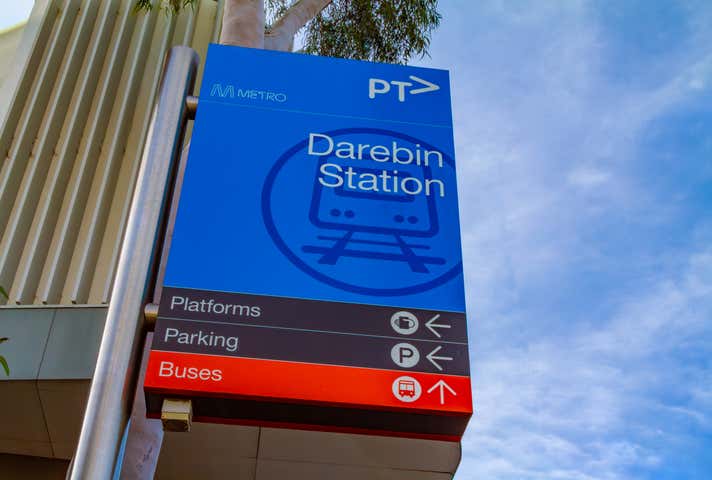 METRO
PT
Darebin
Station
Platforms
Parking P
Buses